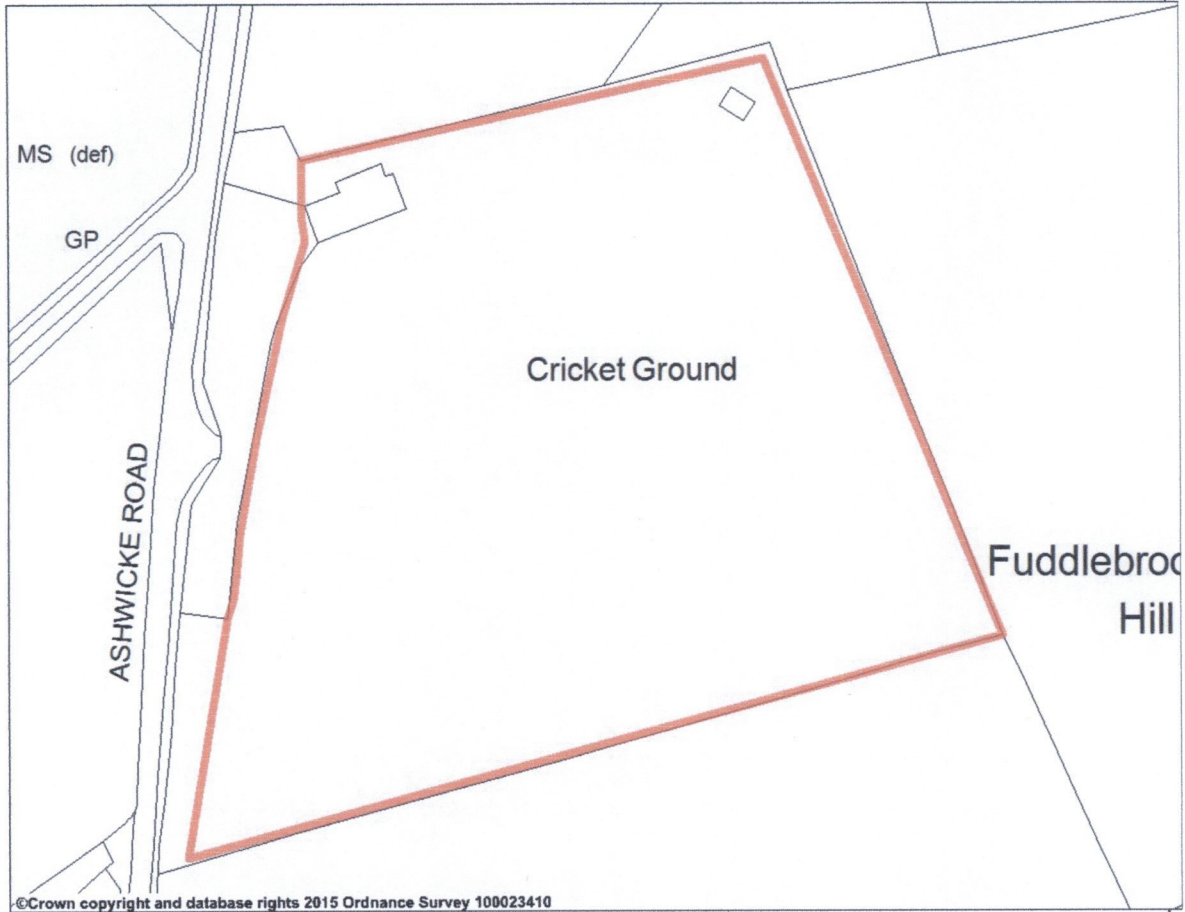 MS (def)
GP
Cricket Ground
ASHWICKE ROAD
Fuddlebroo
Hill
©Crown copyright and database rights 2015 Ordnance Survey 100023410